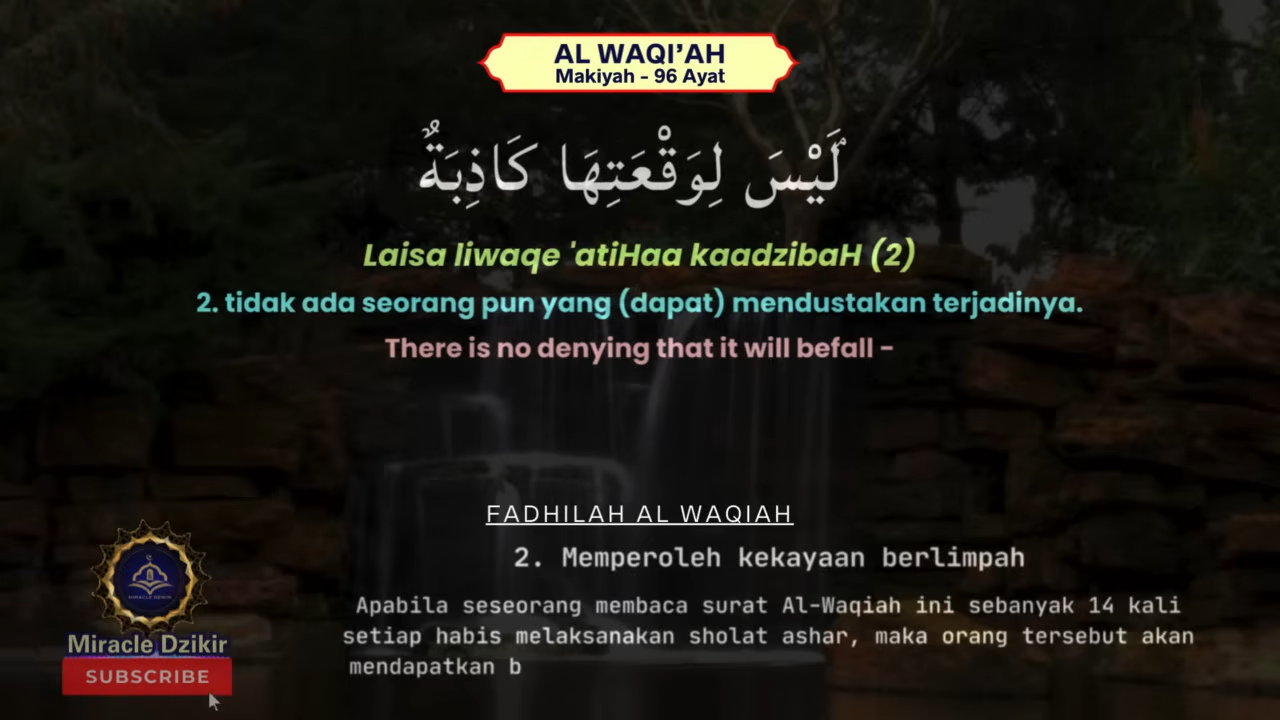 AL WAQI'AH
Makiyah - 96 Ayat
لَّيْسَ لِوَقْعَتِهَا كَاذِبَةٌ
Laisa liwaqe 'atiHaa kaadzibaH (2)
2. tidak ada seorang pun yang (dapat) mendustakan terjadinya.
There is no denying that it will befall -
FADHILAH AL WAQIAH
2. Memperoleh kekayaan berlimpah
Apabila seseorang membaca surat Al-Waqiah ini sebanyak 14 kali
setiap habis melaksanakan sholat ashar, maka orang tersebut akan
mendapatkan b
MIRACLE DZIKIR
Miracle Dzikir
SUBSCRIBE